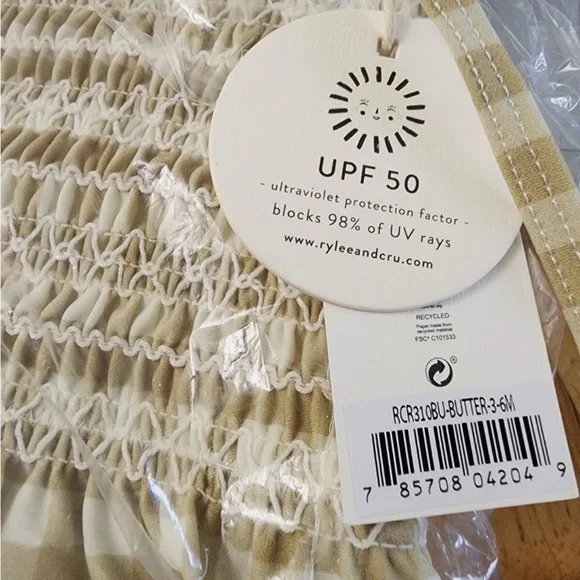 UPF 50
- ultraviolet protection factor -
blocks 98% of UV rays
www.ryleeandcru.com
RECYCLED
Paper made from
recycled material
FSC® C101533
RCR310BU-BUTTER-3-6M
7 85708 04204 9